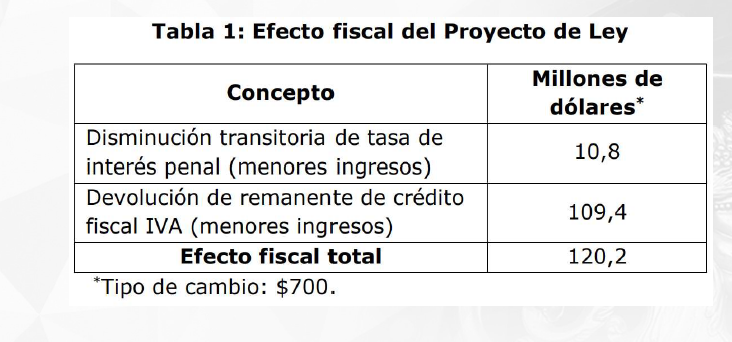 Tabla 1: Efecto fiscal del Proyecto de Ley
Concepto
Millones de
dólares*
Disminución transitoria de tasa de
interés penal (menores ingresos)
10,8
Devolución de remanente de crédito
fiscal IVA (menores ingresos)
109,4
Efecto fiscal total
120,2
*Tipo de cambio: $700.